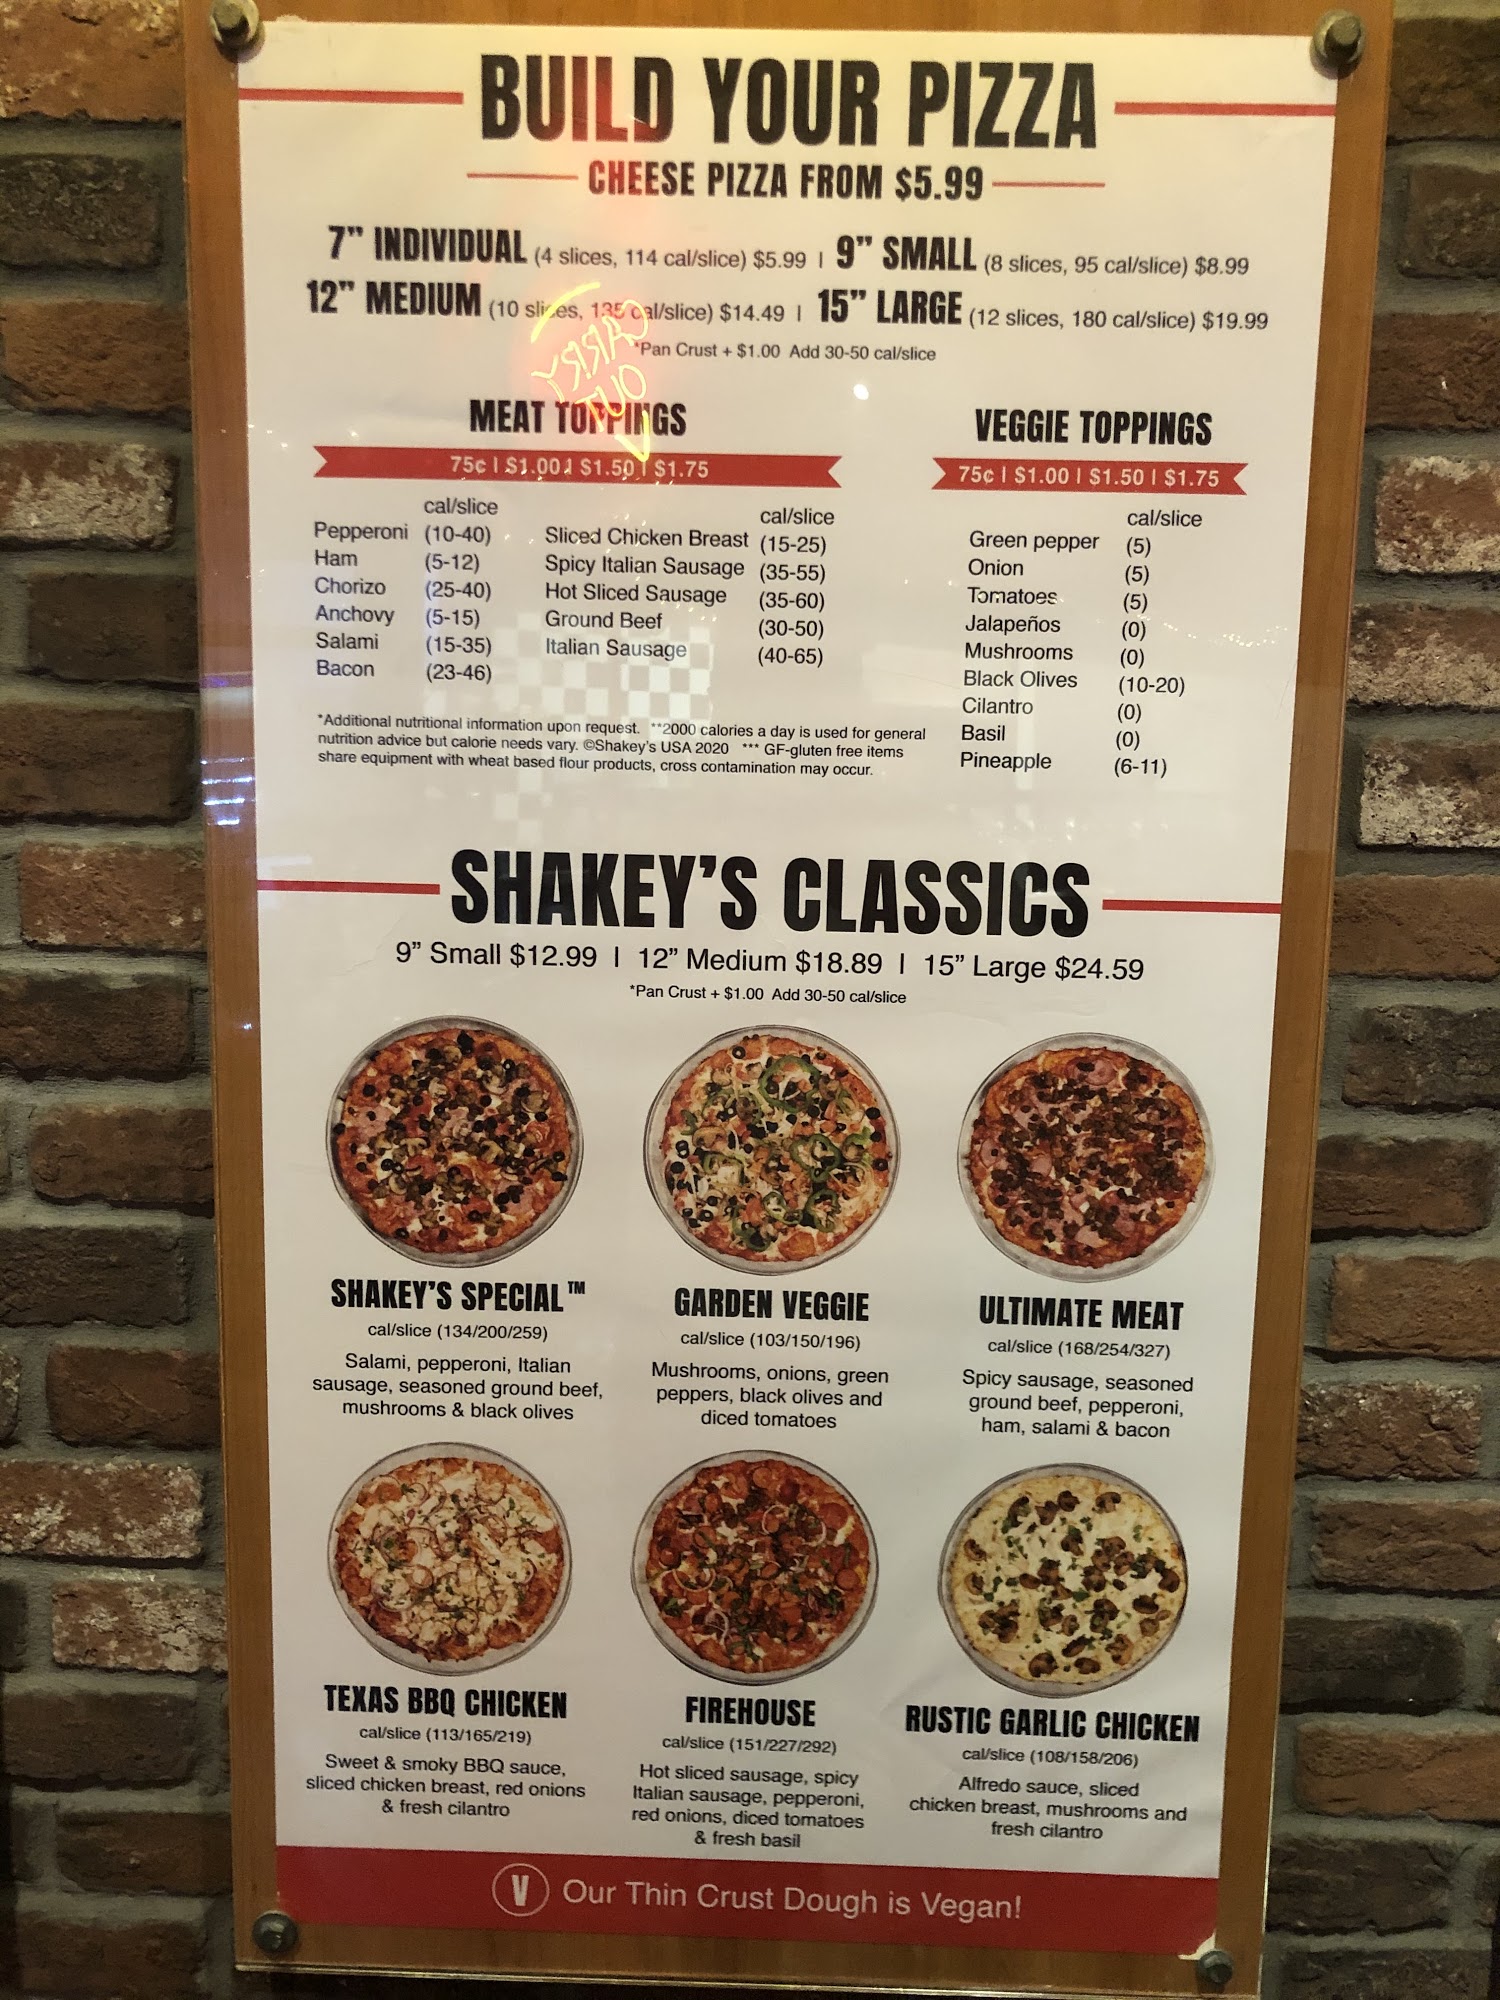 BUILD YOUR PIZZA
CHEESE PIZZA FROM $5.99
7” INDIVIDUAL (4 slices, 114 cal/slice) $5.99 | 9” SMALL (8 slices, 95 cal/slice) $8.99
12” MEDIUM (10 slices, 135 cal/slice) $14.49 | 15” LARGE (12 slices, 180 cal/slice) $19.99
*Pan Crust + $1.00 Add 30-50 cal/slice
CARRY
OUT
MEAT TOPPINGS
75¢ | $1.00 | $1.50 | $1.75
cal/slice
Pepperoni (10-40)
Ham (5-12)
Chorizo (25-40)
Anchovy (5-15)
Salami (15-35)
Bacon (23-46)
cal/slice
Sliced Chicken Breast (15-25)
Spicy Italian Sausage (35-55)
Hot Sliced Sausage (35-60)
Ground Beef (30-50)
Italian Sausage (40-65)
VEGGIE TOPPINGS
75¢ | $1.00 | $1.50 | $1.75
cal/slice
Green pepper (5)
Onion (5)
Tomatoes (5)
Jalapeños (0)
Mushrooms (0)
Black Olives (10-20)
Cilantro (0)
Basil (0)
Pineapple (6-11)
*Additional nutritional information upon request. **2000 calories a day is used for general
nutrition advice but calorie needs vary. ©Shakey's USA 2020 *** GF-gluten free items
share equipment with wheat based flour products, cross contamination may occur.
SHAKEY'S CLASSICS
9” Small $12.99 | 12” Medium $18.89 | 15” Large $24.59
*Pan Crust + $1.00 Add 30-50 cal/slice
SHAKEY'S SPECIAL™
cal/slice (134/200/259)
Salami, pepperoni, Italian
sausage, seasoned ground beef,
mushrooms & black olives
GARDEN VEGGIE
cal/slice (103/150/196)
Mushrooms, onions, green
peppers, black olives and
diced tomatoes
ULTIMATE MEAT
cal/slice (168/254/327)
Spicy sausage, seasoned
ground beef, pepperoni,
ham, salami & bacon
TEXAS BBQ CHICKEN
cal/slice (113/165/219)
Sweet & smoky BBQ sauce,
sliced chicken breast, red onions
& fresh cilantro
FIREHOUSE
cal/slice (151/227/292)
Hot sliced sausage, spicy
Italian sausage, pepperoni,
red onions, diced tomatoes
& fresh basil
RUSTIC GARLIC CHICKEN
cal/slice (108/158/206)
Alfredo sauce, sliced
chicken breast, mushrooms and
fresh cilantro
V Our Thin Crust Dough is Vegan!